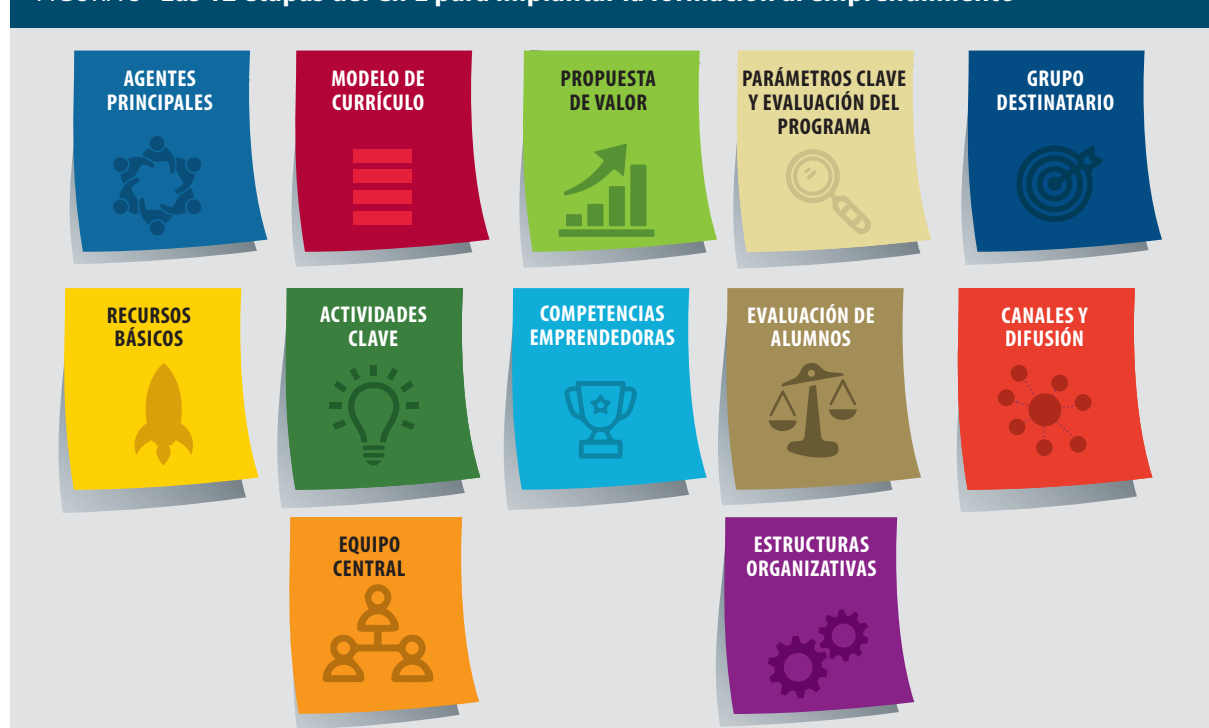 AGENTES
PRINCIPALES
MODELO DE
CURRÍCULO
PROPUESTA
DE VALOR
PARÁMETROS CLAVE
Y EVALUACIÓN DEL
PROGRAMA
GRUPO
DESTINATARIO
RECURSOS
BÁSICOS
ACTIVIDADES
CLAVE
COMPETENCIAS
EMPRENDEDORAS
EVALUACIÓN DE
ALUMNOS
CANALES Y
DIFUSIÓN
EQUIPO
CENTRAL
ESTRUCTURAS
ORGANIZATIVAS